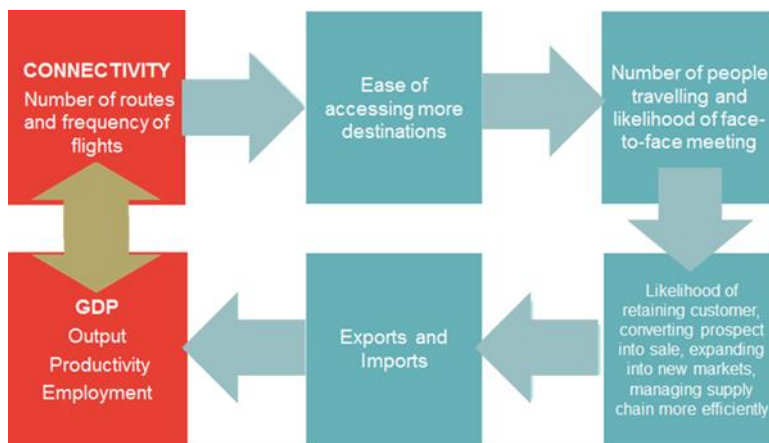 CONNECTIVITY
Number of routes
and frequency of
flights
Ease of
accessing more
destinations
Number of people
travelling and
likelihood of face-
to-face meeting
Likelihood of
retaining customer,
converting prospect
into sale, expanding
into new markets,
managing supply
chain more efficiently
Exports and
Imports
GDP
Output
Productivity
Employment